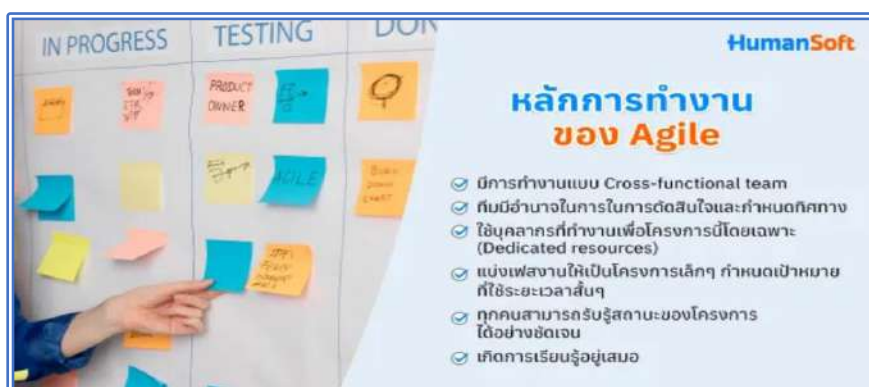 IN PROGRESS
TESTING
DON
PRODUCT
OWNER
AGILE
BURN
DOWN
CHART
HumanSoft
หลักการทำงาน
ของ Agile
มีการทำงานแบบ Cross-functional team
ทีมมีอำนาจในการในการตัดสินใจและกำหนดทิศทาง
ใช้บุคลากรที่ทำงานเพื่อโครงการนี้โดยเฉพาะ
(Dedicated resources)
แบ่งเฟสงานให้เป็นโครงการเล็กๆ กำหนดเป้าหมาย
ที่ใช้ระยะเวลาสั้นๆ
ทุกคนสามารถรับรู้สถานะของโครงการ
ได้อย่างชัดเจน
เกิดการเรียนรู้อยู่เสมอ